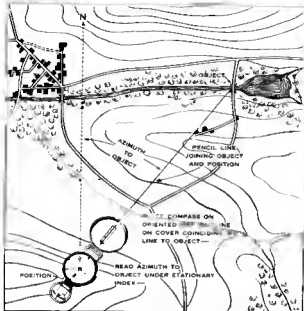 N
OBJECT
AZIMUTH
TO
OBJECT
PENCIL LINE
JOINING OBJECT
AND POSITION
COMPASS ON
ORIENTED
ON COVER COINCIDING
LINE TO OBJECT—
POSITION
READ AZIMUTH TO
OBJECT UNDER STATIONARY
INDEX—